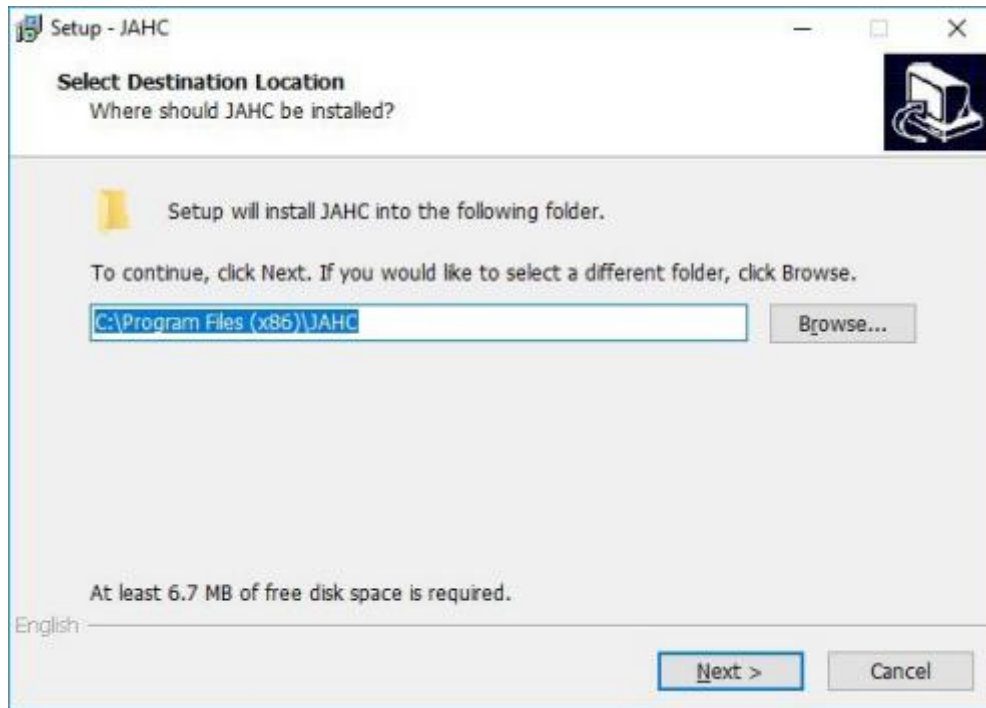 Setup - JAHC
Select Destination Location
Where should JAHC be installed?
Setup will install JAHC into the following folder.
To continue, click Next. If you would like to select a different folder, click Browse.
C:\Program Files (x86)\JAHC
Browse...
At least 6.7 MB of free disk space is required.
English
Next >
Cancel